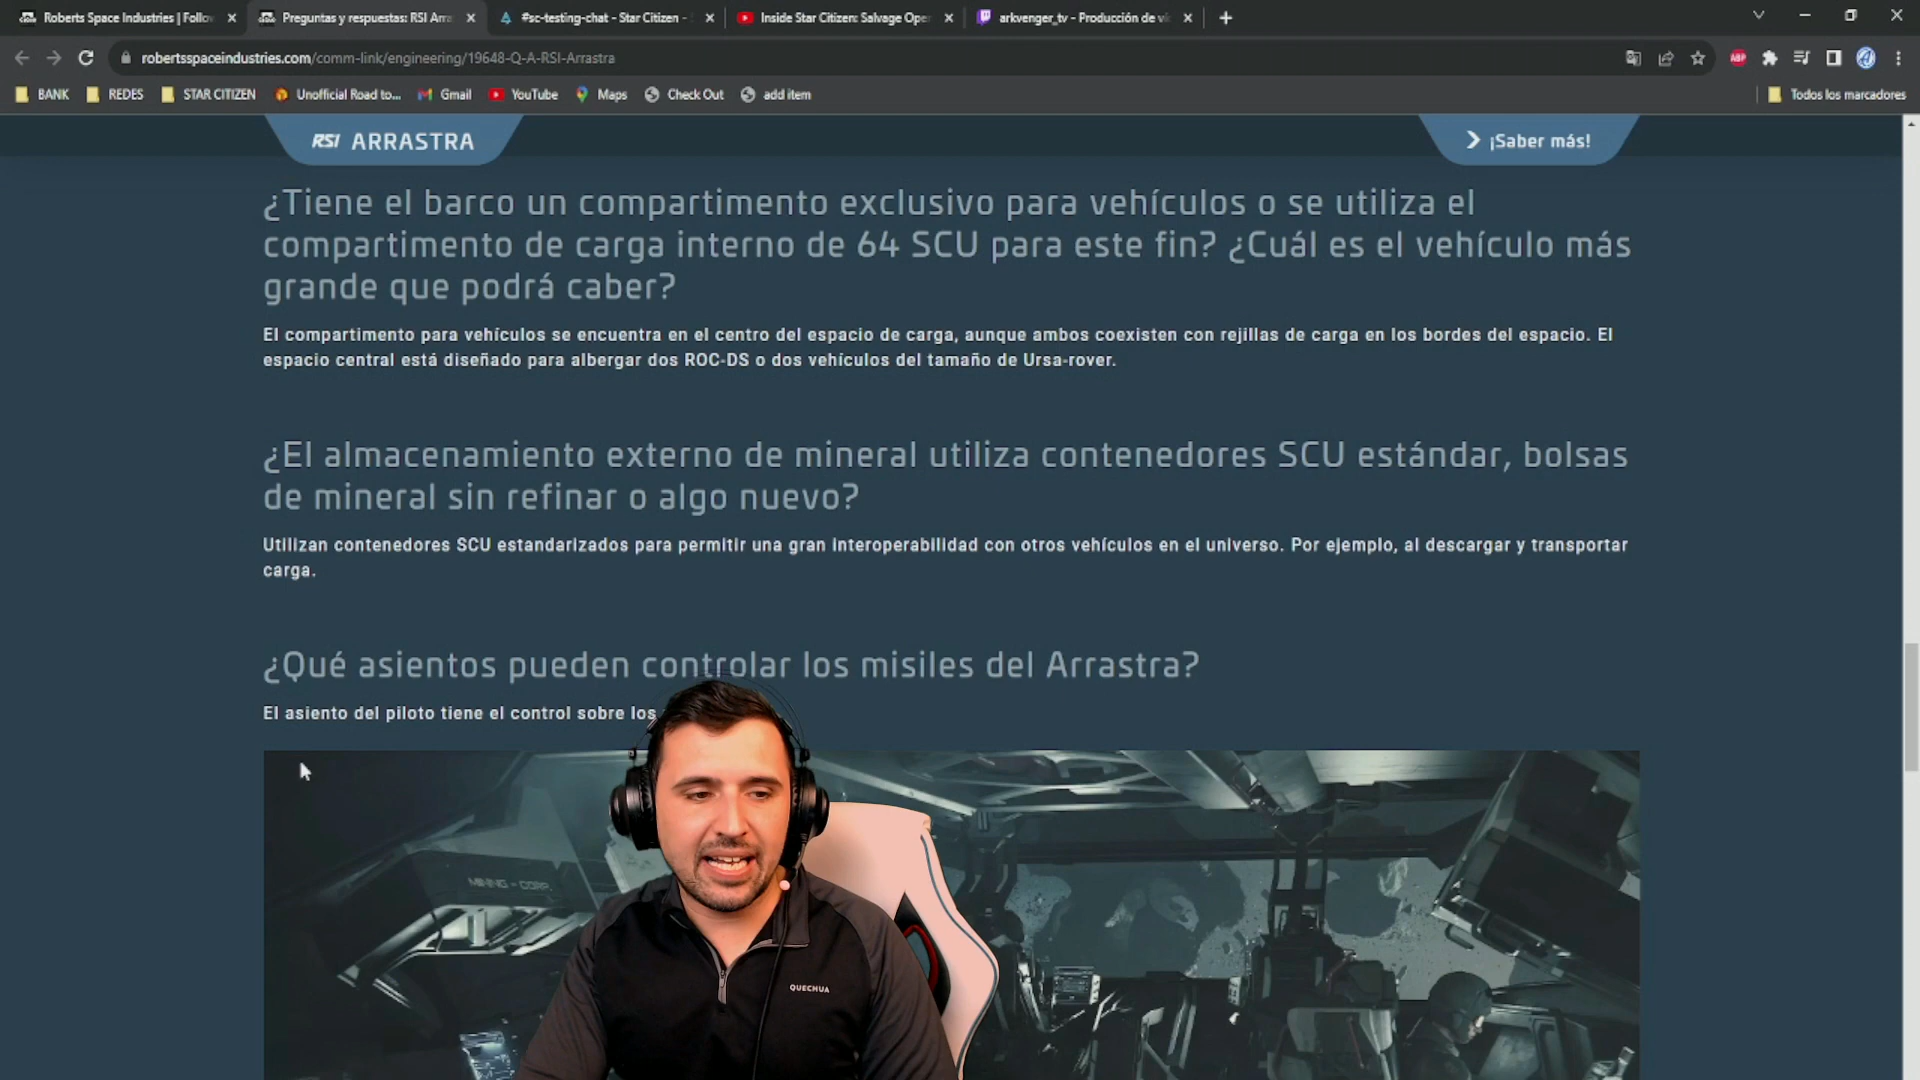 Roberts Space Industries | Follow
Preguntas y respuestas: RSI Arra
#sc-testing-chat - Star Citizen -
Inside Star Citizen: Salvage Oper
arkvenger_tv - Producción de vi
robertsspaceindustries.com/comm-link/engineering/19648-Q-A-RSI-Arrastra
ABP
BANK
REDES
STAR CITIZEN
Unofficial Road to...
Gmail
YouTube
Maps
Check Out
add item
Todos los marcadores
RSI ARRASTRA
¡Saber más!
¿Tiene el barco un compartimento exclusivo para vehículos o se utiliza el
compartimento de carga interno de 64 SCU para este fin? ¿Cuál es el vehículo más
grande que podrá caber?
El compartimento para vehículos se encuentra en el centro del espacio de carga, aunque ambos coexisten con rejillas de carga en los bordes del espacio. El
espacio central está diseñado para albergar dos ROC-DS o dos vehículos del tamaño de Ursa-rover.
¿El almacenamiento externo de mineral utiliza contenedores SCU estándar, bolsas
de mineral sin refinar o algo nuevo?
Utilizan contenedores SCU estandarizados para permitir una gran interoperabilidad con otros vehículos en el universo. Por ejemplo, al descargar y transportar
carga.
¿Qué asientos pueden controlar los misiles del Arrastra?
El asiento del piloto tiene el control sobre los
MINING-CORP.
QUECHUA